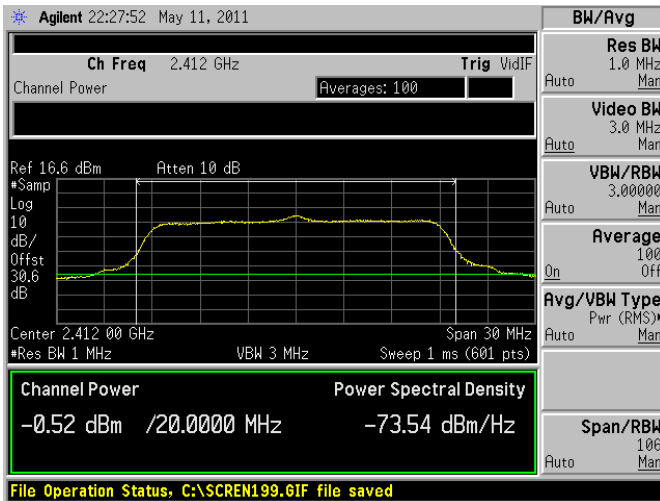 Agilent 22:27:52 May 11, 2011
BW/Avg
Ch Freq 2.412 GHz Trig VidIF
Channel Power Averages: 100
Ref 16.6 dBm Atten 10 dB
#Samp
Log
10
dB/
Offst
30.6
dB
Center 2.412 00 GHz Span 30 MHz
#Res BW 1 MHz VBW 3 MHz Sweep 1 ms (601 pts)
Channel Power Power Spectral Density
-0.52 dBm /20.0000 MHz -73.54 dBm/Hz
File Operation Status, C:\SCREN199.GIF file saved
Res BW
1.0 MHz
Auto Man
Video BW
3.0 MHz
Auto Man
VBW/RBW
3.00000
Auto Man
Average
100
On Off
Avg/VBW Type
Pwr (RMS)
Auto Man
Span/RBW
106
Auto Man